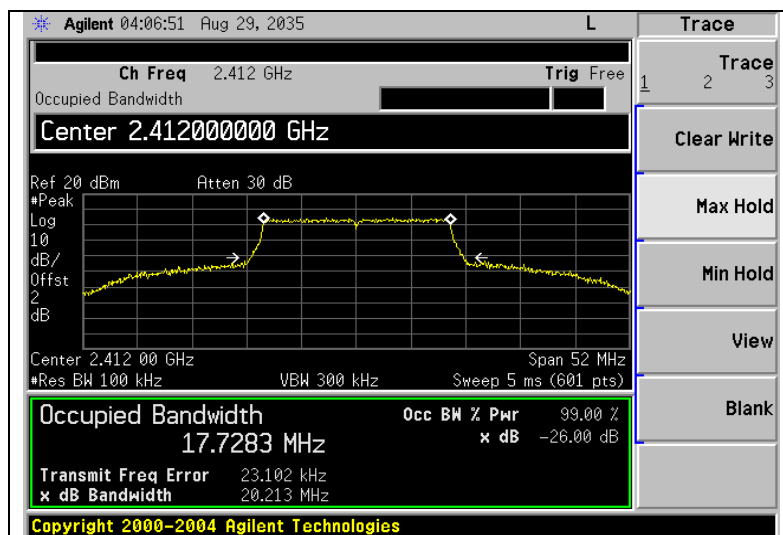 Agilent 04:06:51 Aug 29, 2035 L
Trace
Ch Freq 2.412 GHz Trig Free
Occupied Bandwidth
Center 2.412000000 GHz
Ref 20 dBm Atten 30 dB
#Peak
Log
10
dB/
Offst
2
dB
Center 2.412 00 GHz Span 52 MHz
#Res BW 100 kHz VBW 300 kHz Sweep 5 ms (601 pts)
Occupied Bandwidth
17.7283 MHz
Occ BW % Pwr 99.00 %
x dB -26.00 dB
Transmit Freq Error 23.102 kHz
x dB Bandwidth 20.213 MHz
Copyright 2000-2004 Agilent Technologies
Trace
1 2 3
Clear Write
Max Hold
Min Hold
View
Blank